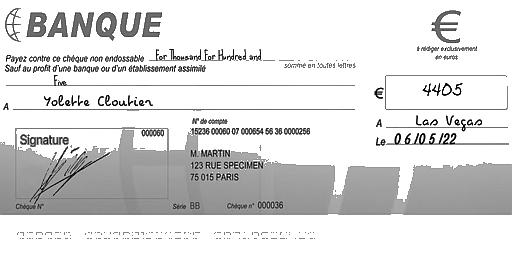 BANQUE
€
à rédiger exclusivement
en euros
Payez contre ce chèque non endossable For Thousand For Hundred and
Sauf au profit d'une banque ou d'un établissement assimilé
somme en toutes lettres
Five
€ 4405
A Yolette Cloutier
A Las Vegas
Le 06/05/22
Signature
000060
N° de compte
15236 00060 07 000654 56 36 0000256
M. MARTIN
123 RUE SPECIMEN
75 015 PARIS
Chèque N°
Série BB
Chèque n° 000036